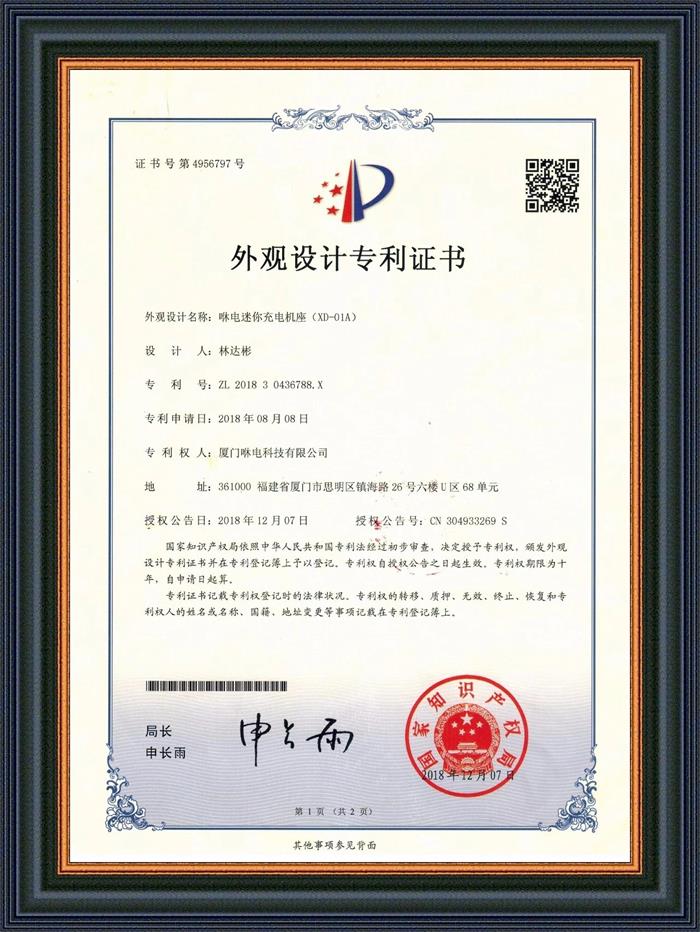 证书号第4956797号
外观设计专利证书
外观设计名称：咻电迷你充电机座（XD-01A）
设计人：林达彬
专利号：ZL 2018 3 0436788.X
专利申请日：2018年08月08日
专利权人：厦门咻电科技有限公司
地址：361000 福建省厦门市思明区镇海路26号六楼U区68单元
授权公告日：2018年12月07日 授权公告号：CN 304933269 S
国家知识产权局依照中华人民共和国专利法经过初步审查，决定授予专利权，颁发外观
设计专利证书并在专利登记簿上予以登记。专利权自授权公告之日起生效。专利权期限为十
年，自申请日起算。
专利证书记载专利权登记时的法律状况。专利权的转移、质押、无效、终止、恢复和专
利权人的姓名或名称、国籍、地址变更等事项记载在专利登记簿上。
局长
申长雨
申长雨
国家知识产权局
2018年12月07日
第1页（共2页）
其他事项参见背面